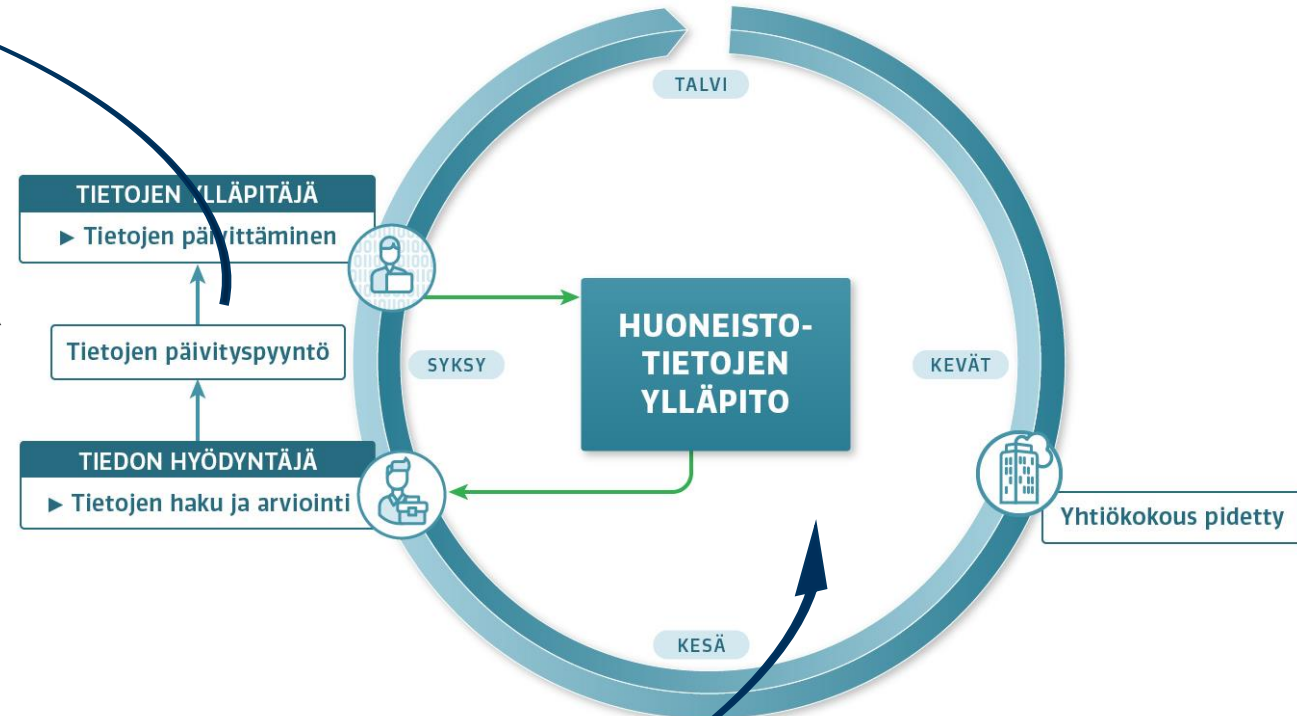 TALVI
TIETOJEN YLLÄPITÄJÄ
► Tietojen päivittäminen
HUONEISTO-
TIETOJEN
YLLÄPITO
Tietojen päivityspyyntö
SYKSY
KEVÄT
TIEDON HYÖDYNTÄJÄ
► Tietojen haku ja arviointi
Yhtiökokous pidetty
KESÄ